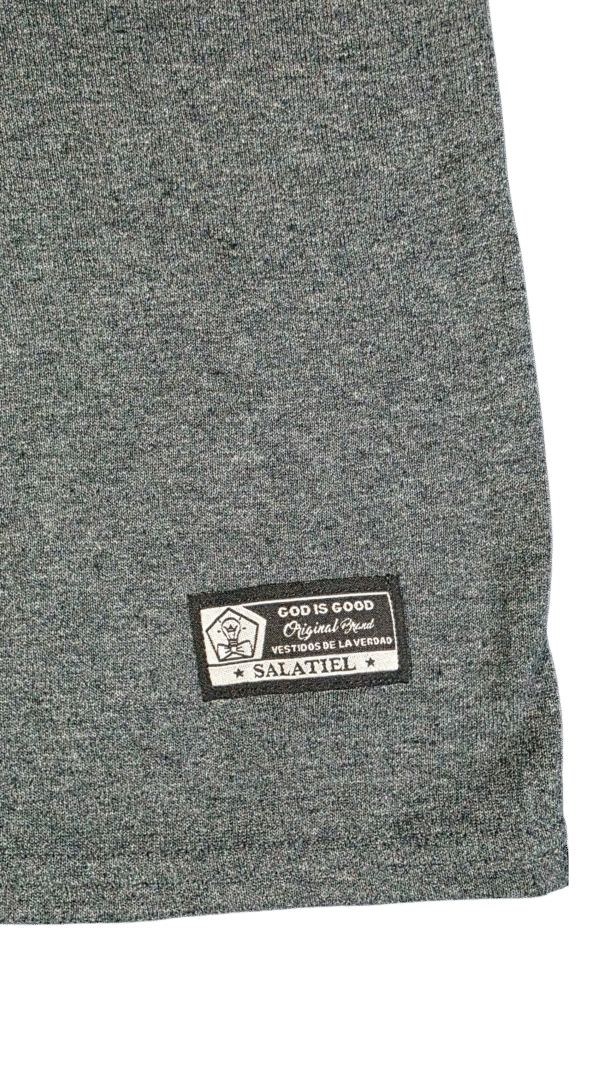 GOD IS GOOD
Original Brand
VESTIDOS DE LA VERDAD
★ SALATIEL ★